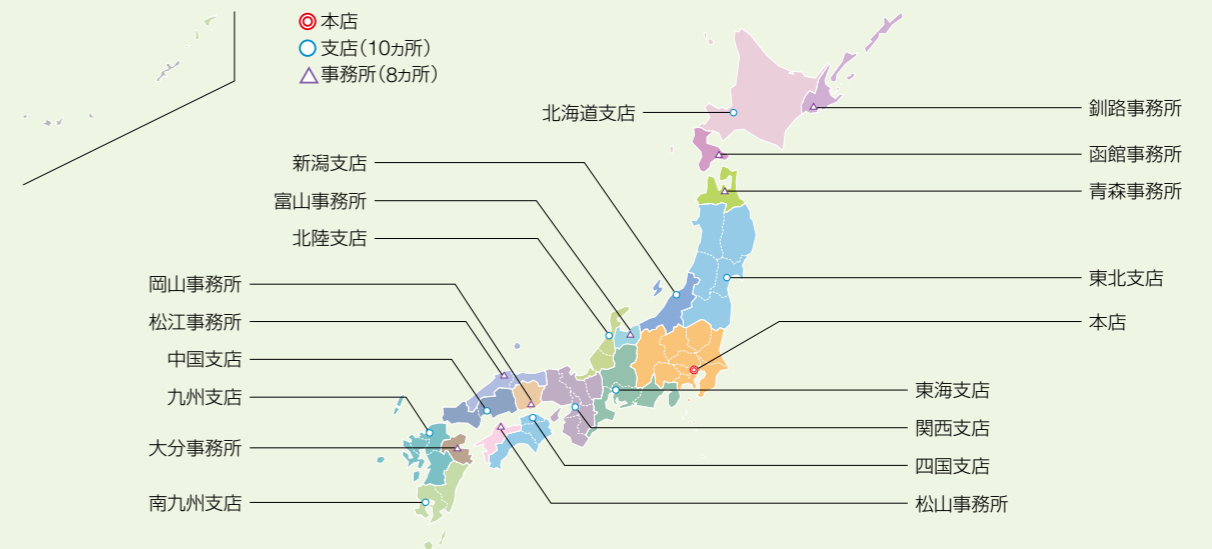 本店
支店(10ヵ所)
事務所(8ヵ所)
北海道支店
新潟支店
富山事務所
北陸支店
岡山事務所
松江事務所
中国支店
九州支店
大分事務所
南九州支店
釧路事務所
函館事務所
青森事務所
東北支店
本店
東海支店
関西支店
四国支店
松山事務所